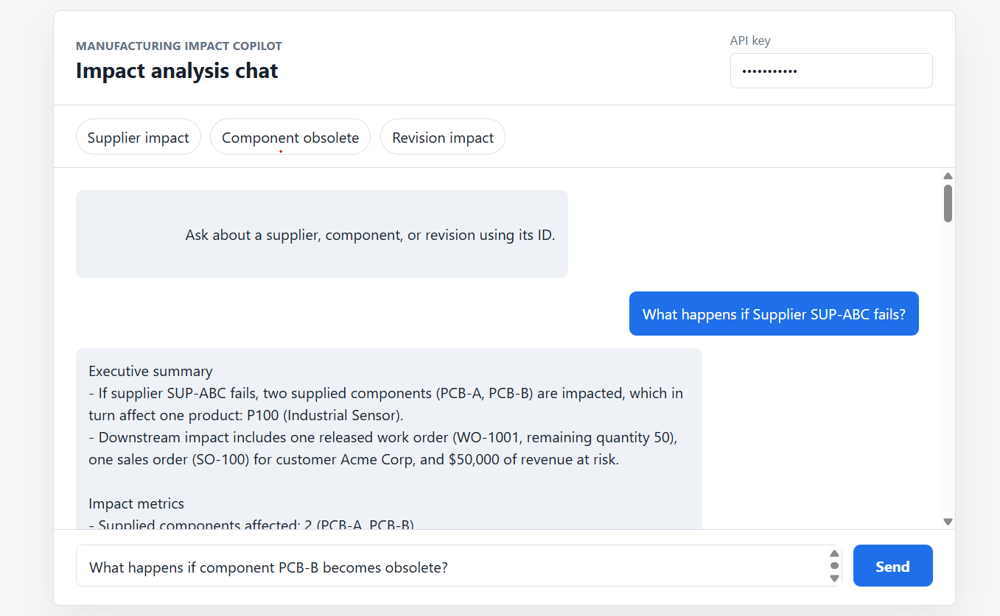 MANUFACTURING IMPACT COPILOT
Impact analysis chat
API key
•••••••••••
Supplier impact
Component obsolete
Revision impact
Ask about a supplier, component, or revision using its ID.
What happens if Supplier SUP-ABC fails?
Executive summary
- If supplier SUP-ABC fails, two supplied components (PCB-A, PCB-B) are impacted, which in
turn affect one product: P100 (Industrial Sensor).
- Downstream impact includes one released work order (WO-1001, remaining quantity 50),
one sales order (SO-100) for customer Acme Corp, and $50,000 of revenue at risk.
Impact metrics
- Supplied components affected: 2 (PCB-A, PCB-B)
What happens if component PCB-B becomes obsolete?
Send